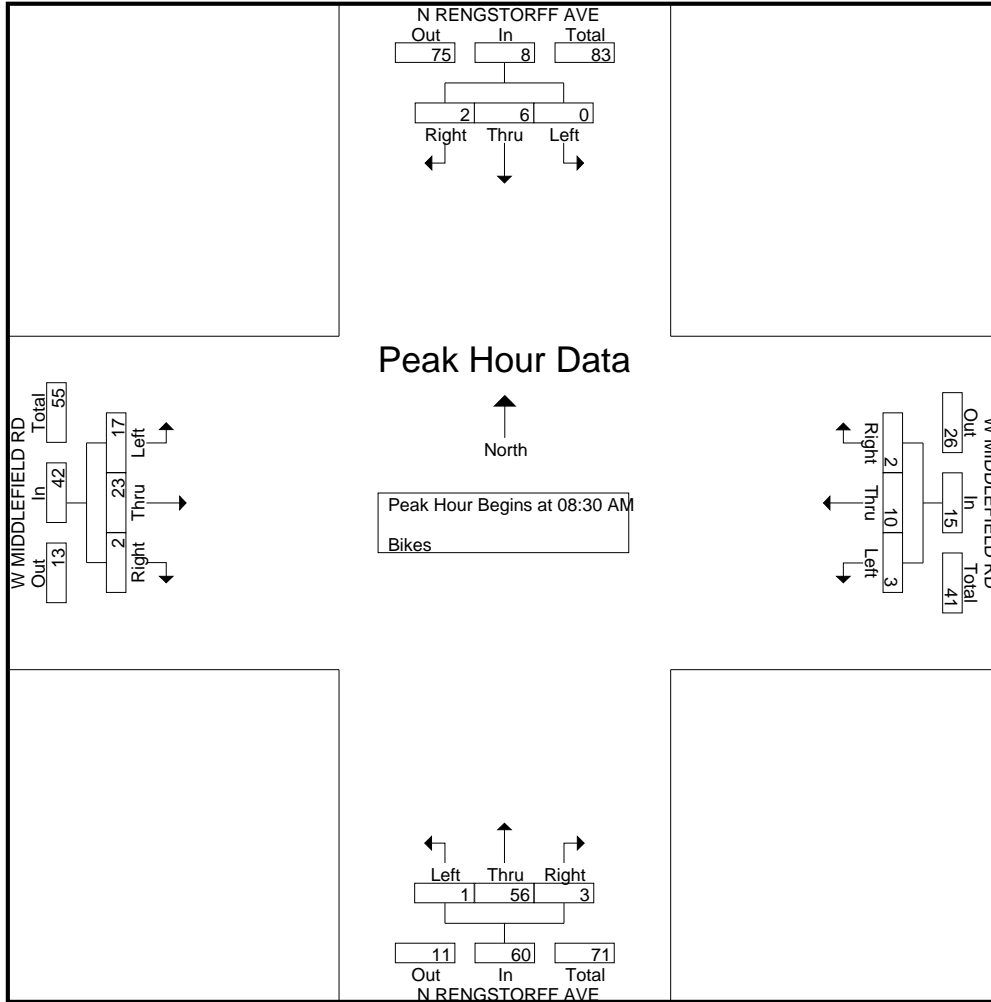 N RENGSTORFF AVE
Out In Total
75 8 83
2 6 0
Right Thru Left
Peak Hour Data
North
Peak Hour Begins at 08:30 AM
Bikes
W MIDDLEFIELD RD
Total In Out
55 42 13
17 23 2
Left Thru Right
Right Thru Left
2 10 3
Out In Total
26 15 41
W MIDDLEFIELD RD
Left Thru Right
1 56 3
11 60 71
Out In Total
N RENGSTORFF AVE